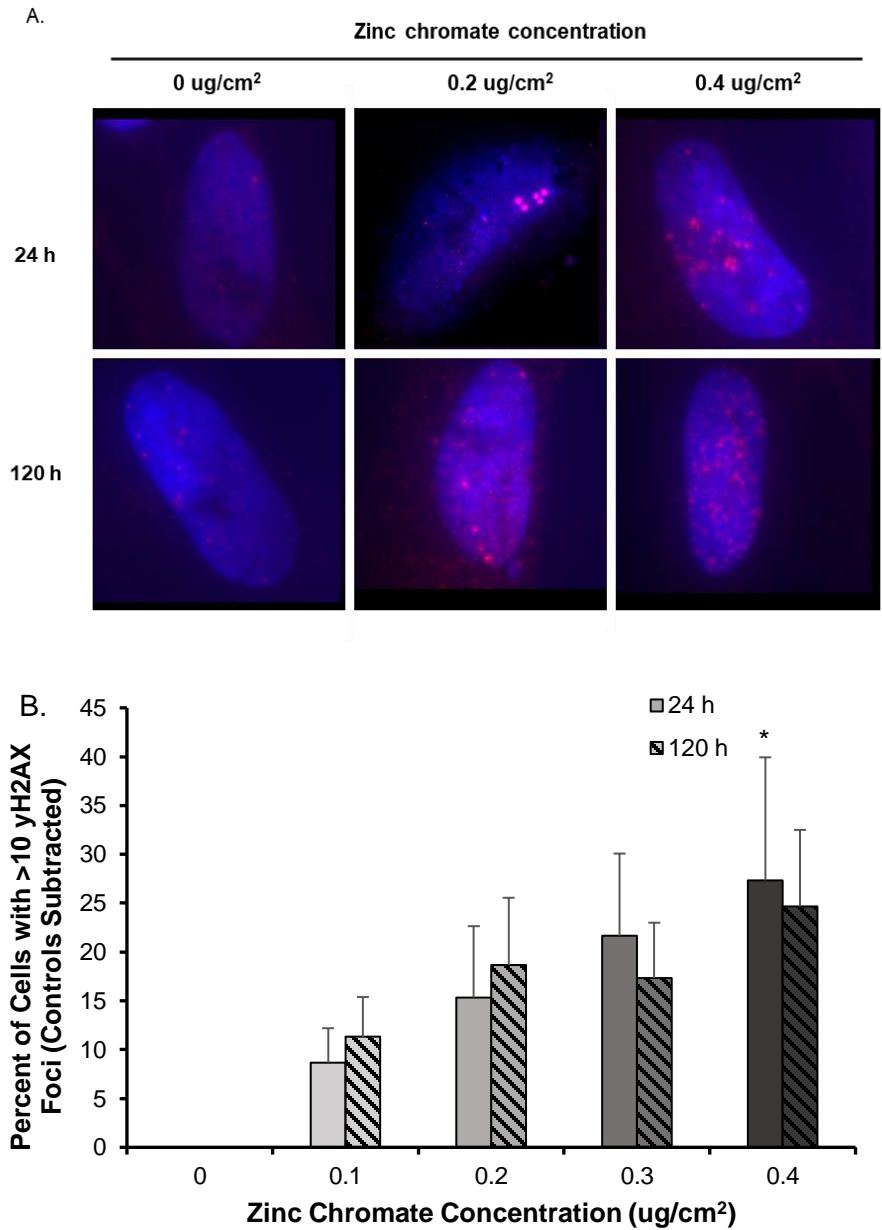 A.
Zinc chromate concentration
0 ug/cm²
0.2 ug/cm²
0.4 ug/cm²
24 h
120 h
B.
Percent of Cells with >10 yH2AX
Foci (Controls Subtracted)
45
40
35
30
25
20
15
10
5
0
24 h
120 h
*
0
0.1
0.2
0.3
0.4
Zinc Chromate Concentration (ug/cm²)